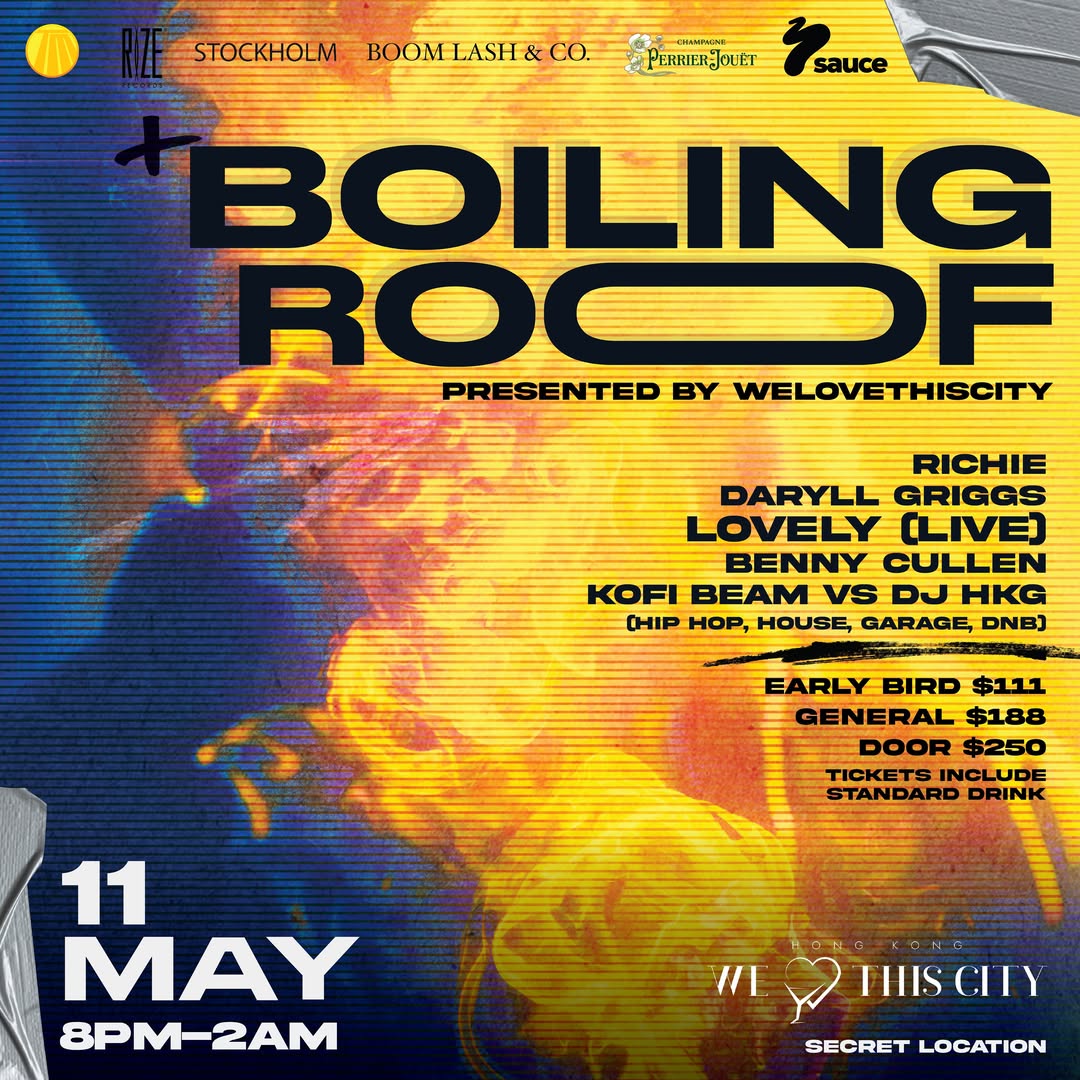 RIZE
RECORDS
STOCKHOLM
BOOM LASH & CO.
CHAMPAGNE
PERRIER-JOUËT
sauce
+BOILING
ROOF
PRESENTED BY WELOVETHISCITY
RICHIE
DARYLL GRIGGS
LOVELY (LIVE)
BENNY CULLEN
KOFI BEAM VS DJ HKG
(HIP HOP, HOUSE, GARAGE, DNB)
EARLY BIRD $111
GENERAL $188
DOOR $250
TICKETS INCLUDE
STANDARD DRINK
11
MAY
8PM–2AM
HONG KONG
WE THIS CITY
SECRET LOCATION